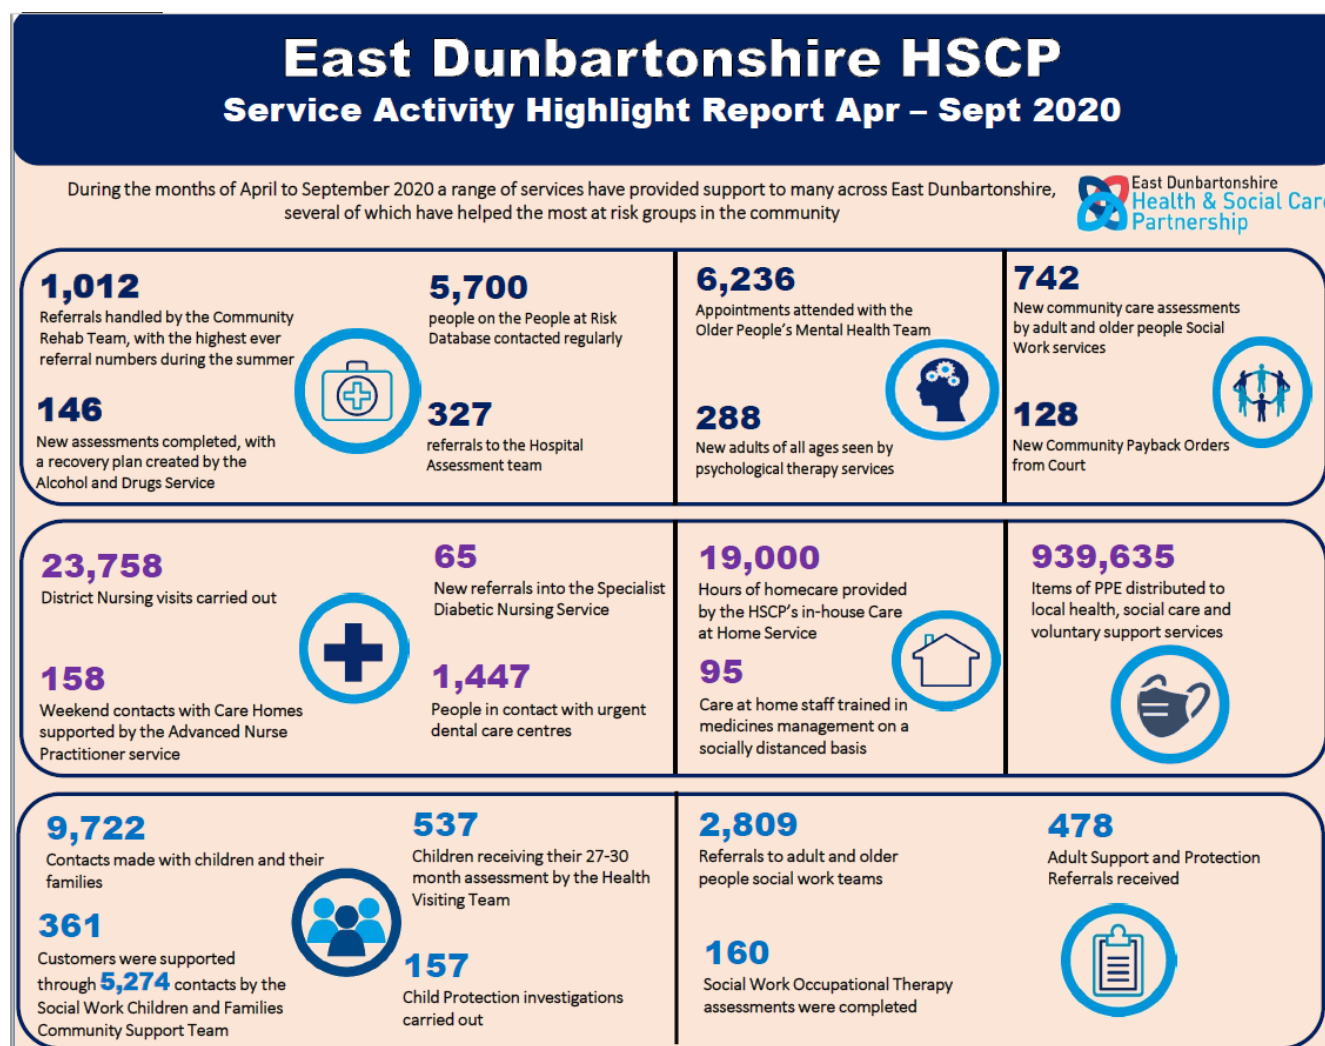 East Dunbartonshire HSCP
Service Activity Highlight Report Apr – Sept 2020
During the months of April to September 2020 a range of services have provided support to many across East Dunbartonshire,
several of which have helped the most at risk groups in the community
East Dunbartonshire
Health & Social Care
Partnership
1,012
Referrals handled by the Community
Rehab Team, with the highest ever
referral numbers during the summer
146
New assessments completed, with
a recovery plan created by the
Alcohol and Drugs Service
5,700
people on the People at Risk
Database contacted regularly
327
referrals to the Hospital
Assessment team
6,236
Appointments attended with the
Older People's Mental Health Team
288
New adults of all ages seen by
psychological therapy services
742
New community care assessments
by adult and older people Social
Work services
128
New Community Payback Orders
from Court
23,758
District Nursing visits carried out
158
Weekend contacts with Care Homes
supported by the Advanced Nurse
Practitioner service
65
New referrals into the Specialist
Diabetic Nursing Service
1,447
People in contact with urgent
dental care centres
19,000
Hours of homecare provided
by the HSCP's in-house Care
at Home Service
95
Care at home staff trained in
medicines management on a
socially distanced basis
939,635
Items of PPE distributed to
local health, social care and
voluntary support services
9,722
Contacts made with children and their
families
361
Customers were supported
through 5,274 contacts by the
Social Work Children and Families
Community Support Team
537
Children receiving their 27-30
month assessment by the Health
Visiting Team
157
Child Protection investigations
carried out
2,809
Referrals to adult and older
people social work teams
160
Social Work Occupational Therapy
assessments were completed
478
Adult Support and Protection
Referrals received